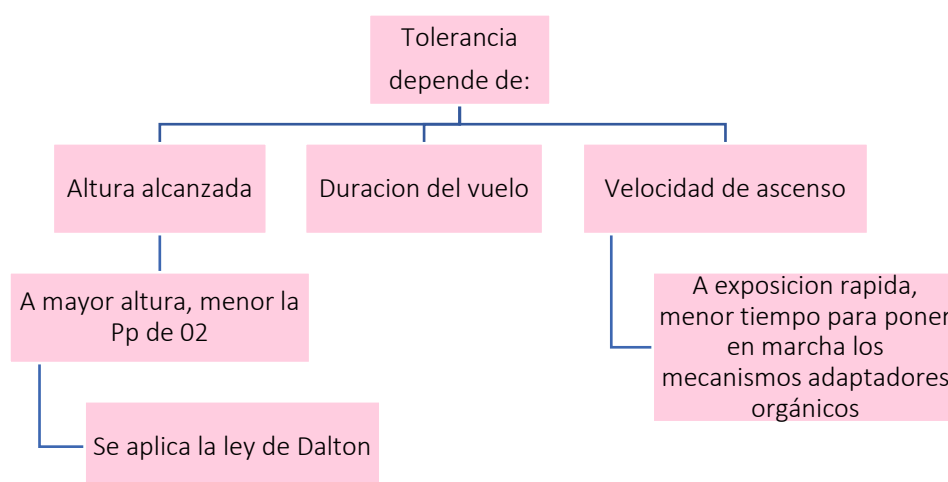 Tolerancia
depende de:
Altura alcanzada
Duracion del vuelo
Velocidad de ascenso
A mayor altura, menor la
Pp de 02
Se aplica la ley de Dalton
A exposicion rapida,
menor tiempo para poner
en marcha los
mecanismos adaptadores
orgánicos